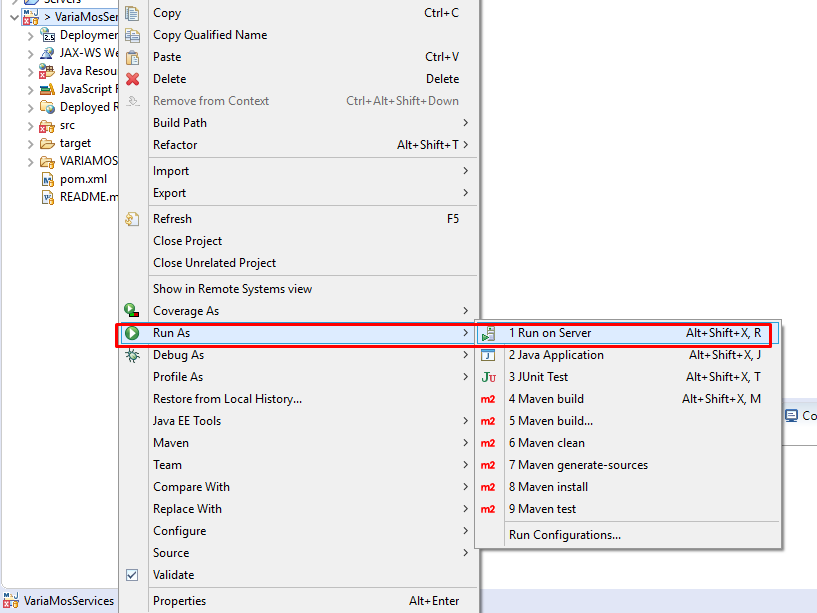 Servers
> VariaMosSer
Deploymer
JAX-WS We
Java Resou
JavaScript F
Deployed R
src
target
VARIAMOS
pom.xml
README.m
Copy Ctrl+C
Copy Qualified Name
Paste Ctrl+V
Delete Delete
Remove from Context Ctrl+Alt+Shift+Down
Build Path
Refactor Alt+Shift+T
Import
Export
Refresh F5
Close Project
Close Unrelated Project
Show in Remote Systems view
Coverage As
Run As
Debug As
Profile As
Restore from Local History...
Java EE Tools
Maven
Team
Compare With
Replace With
Configure
Source
Validate
Properties Alt+Enter
1 Run on Server Alt+Shift+X, R
2 Java Application Alt+Shift+X, J
3 JUnit Test Alt+Shift+X, T
4 Maven build Alt+Shift+X, M
5 Maven build...
6 Maven clean
7 Maven generate-sources
8 Maven install
9 Maven test
Run Configurations...
Co
VariaMosServices